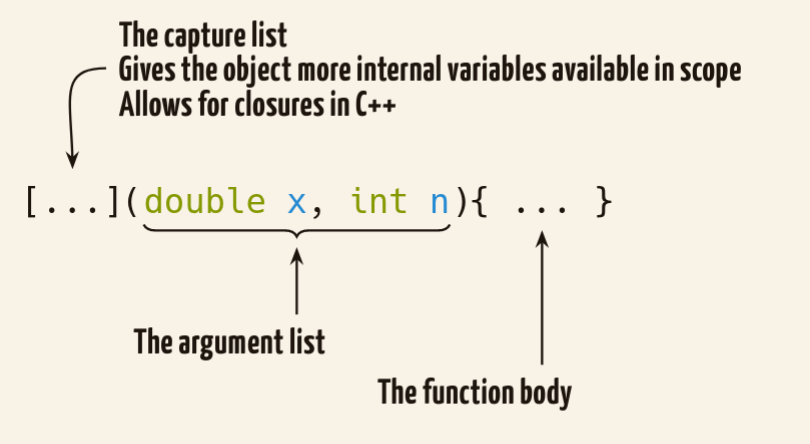 The capture list
Gives the object more internal variables available in scope
Allows for closures in C++
[...](double x, int n){ ... }
The argument list
The function body